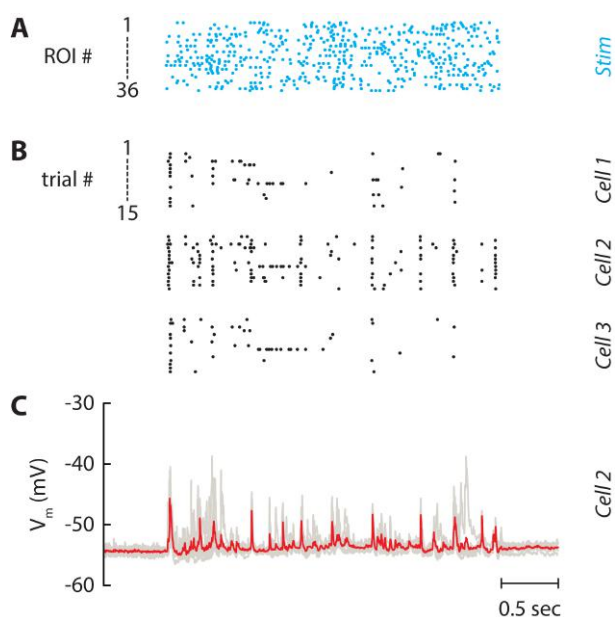 A
ROI #
1
36
Stim
B
trial #
1
15
Cell 1
Cell 2
Cell 3
C
-30
-40
-50
-60
Vm (mV)
Cell 2
0.5 sec